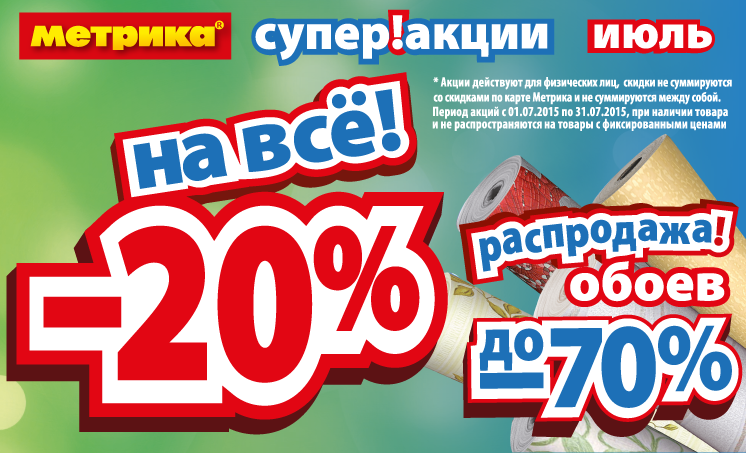 метрика®
супер!акции
июль
* Акции действуют для физических лиц, скидки не суммируются
со скидками по карте Метрика и не суммируются между собой.
Период акций с 01.07.2015 по 31.07.2015, при наличии товара
и не распространяются на товары с фиксированными ценами
на всё!
-20%
распродажа!
обоев
до -70%